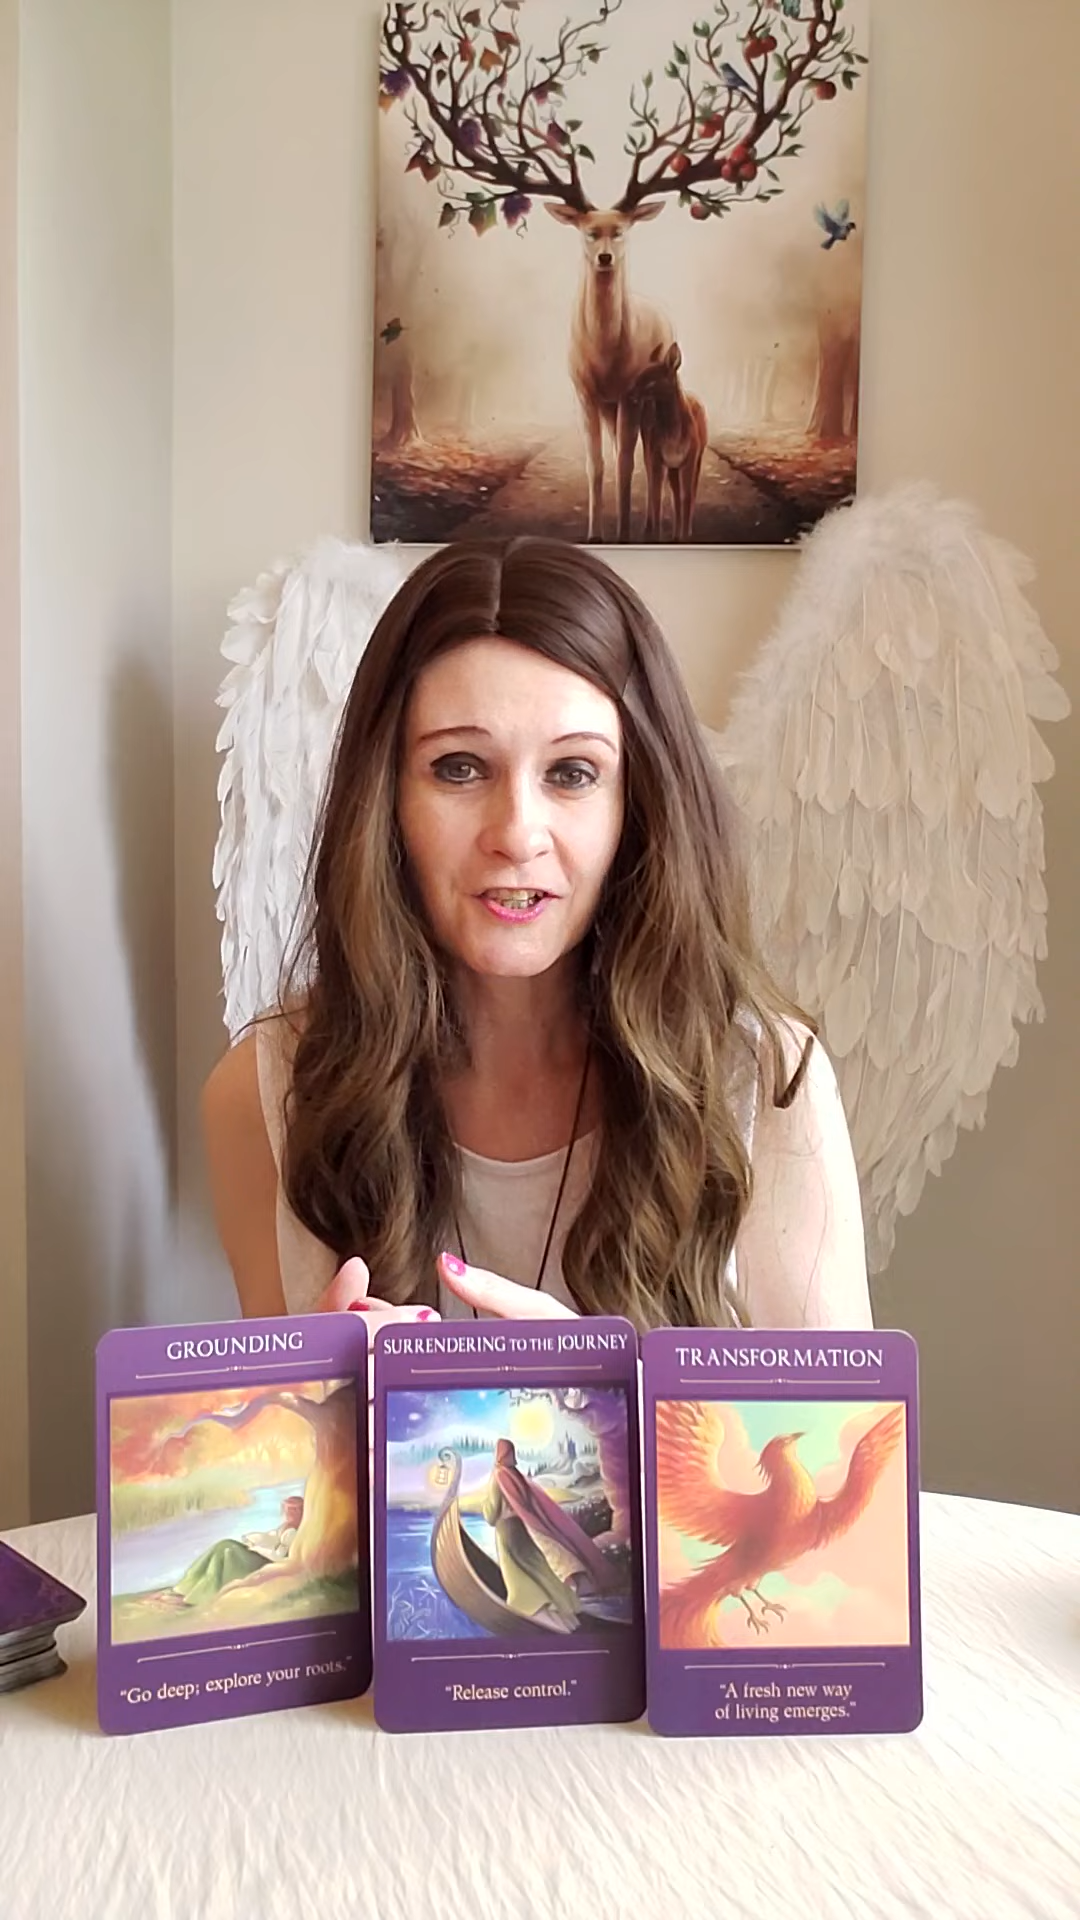 GROUNDING
"Go deep; explore your roots."
SURRENDERING TO THE JOURNEY
"Release control."
TRANSFORMATION
"A fresh new way
of living emerges."